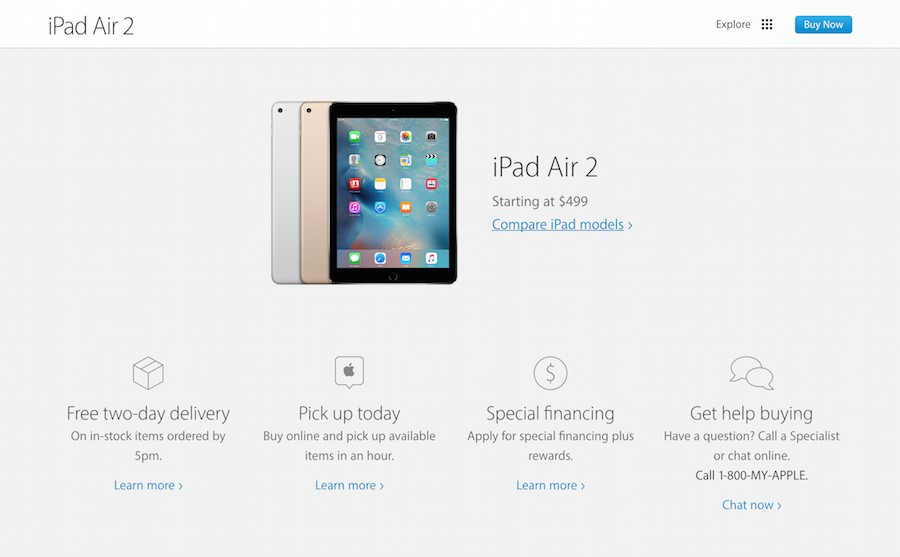 iPad Air 2
Explore
Buy Now
iPad Air 2
Starting at $499
Compare iPad models ›
Free two-day delivery
On in-stock items ordered by
5pm.
Learn more ›
Pick up today
Buy online and pick up available
items in an hour.
Learn more ›
Special financing
Apply for special financing plus
rewards.
Learn more ›
Get help buying
Have a question? Call a Specialist
or chat online.
Call 1-800-MY-APPLE.
Chat now ›